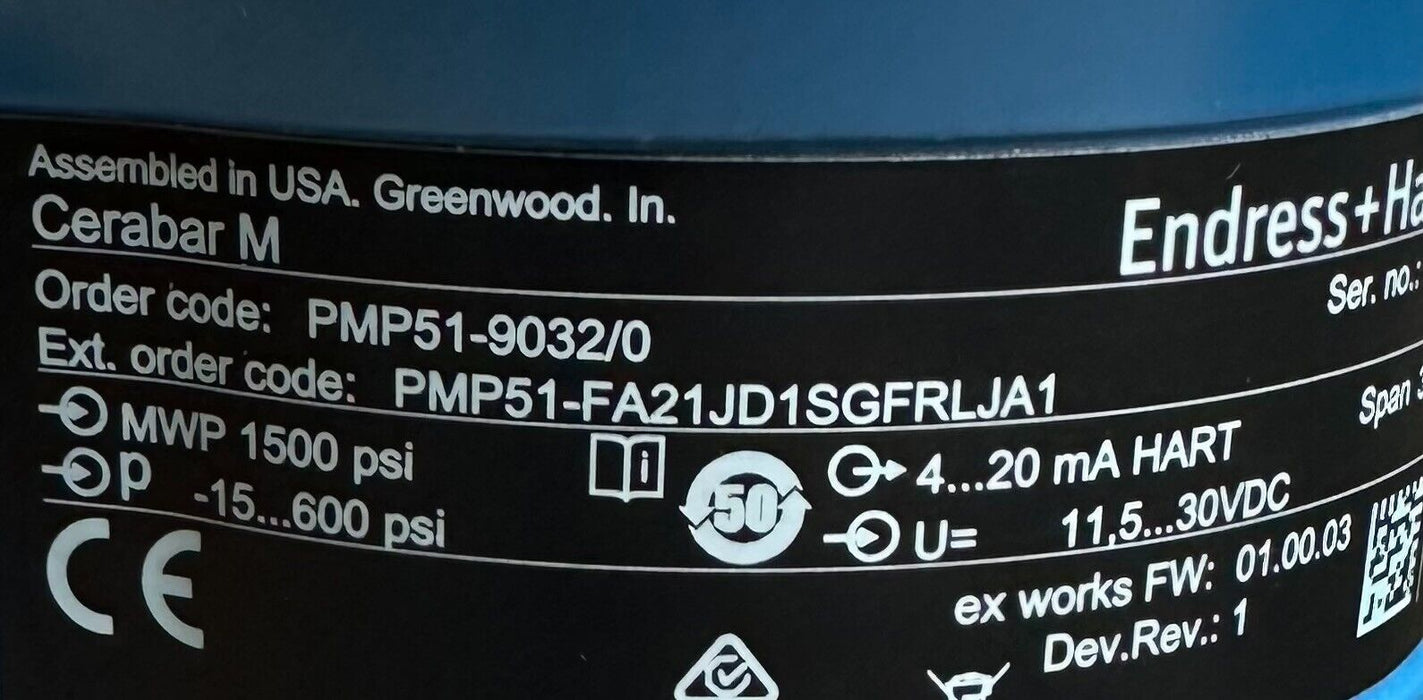 Assembled in USA. Greenwood. In.
Cerabar M
Endress+Ha
Order code: PMP51-9032/0
Ser. no.:
Ext. order code: PMP51-FA21JD1SGFRLJA1
MWP 1500 psi
p -15...600 psi
i
50
4...20 mA HART
U= 11,5...30VDC
Span 3
CE
ex works FW: 01.00.03
Dev.Rev.: 1